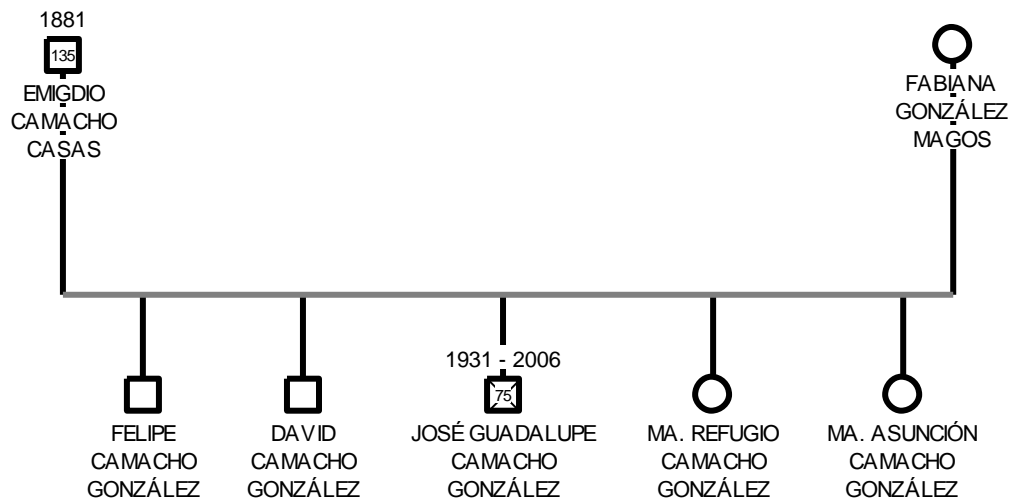 1881
135
EMIGDIO
CAMACHO
CASAS
FABIANA
GONZÁLEZ
MAGOS
1931 - 2006
75
FELIPE
CAMACHO
GONZÁLEZ
DAVID
CAMACHO
GONZÁLEZ
JOSÉ GUADALUPE
CAMACHO
GONZÁLEZ
MA. REFUGIO
CAMACHO
GONZÁLEZ
MA. ASUNCIÓN
CAMACHO
GONZÁLEZ